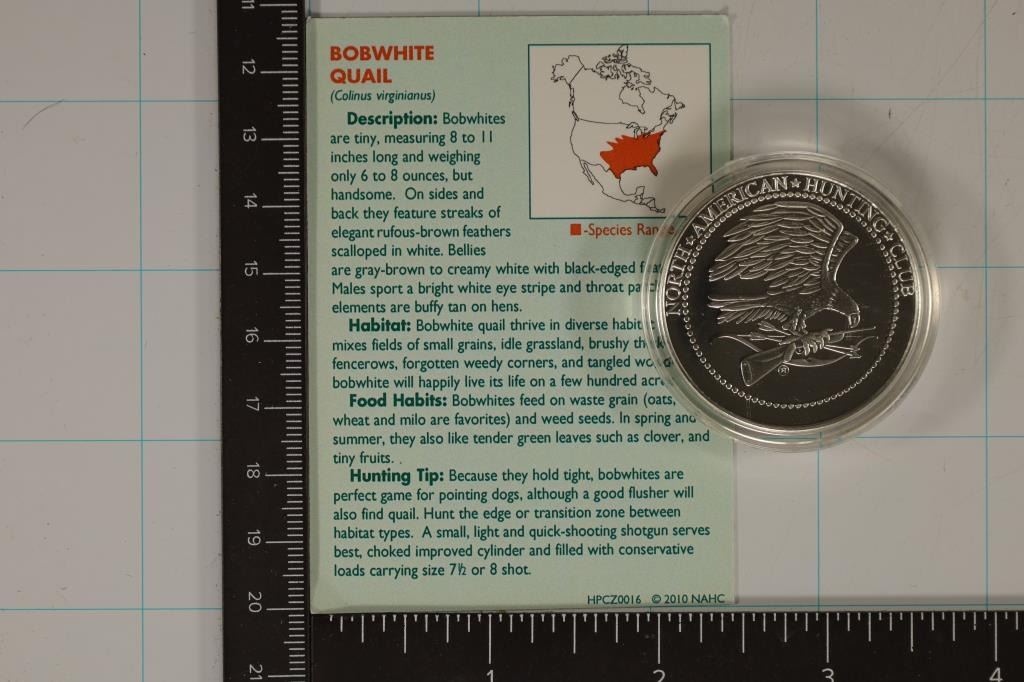 BOBWHITE
QUAIL
(Colinus virginianus)
Description: Bobwhites
are tiny, measuring 8 to 11
inches long and weighing
only 6 to 8 ounces, but
handsome. On sides and
back they feature streaks of
elegant rufous-brown feathers
scalloped in white. Bellies
are gray-brown to creamy white with black-edged
Males sport a bright white eye stripe and throat
elements are buffy tan on hens.
Habitat: Bobwhite quail thrive in diverse
mixes fields of small grains, idle grassland, brushy
fencerows, forgotten weedy corners, and tangled
bobwhite will happily live its life on a few hundred
Food Habits: Bobwhites feed on waste grain (oats,
wheat and milo are favorites) and weed seeds. In spring and
summer, they also like tender green leaves such as clover, and
tiny fruits. .
Hunting Tip: Because they hold tight, bobwhites are
perfect game for pointing dogs, although a good flusher will
also find quail. Hunt the edge or transition zone between
habitat types. A small, light and quick-shooting shotgun serves
best, choked improved cylinder and filled with conservative
loads carrying size 7½ or 8 shot.
HPCZ0016 © 2010 NAHC
■-Species
NORTH★AMERICAN★HUNTING★CLUB
®
11
12
13
14
15
16
17
18
19
20
21
1
2
3
4